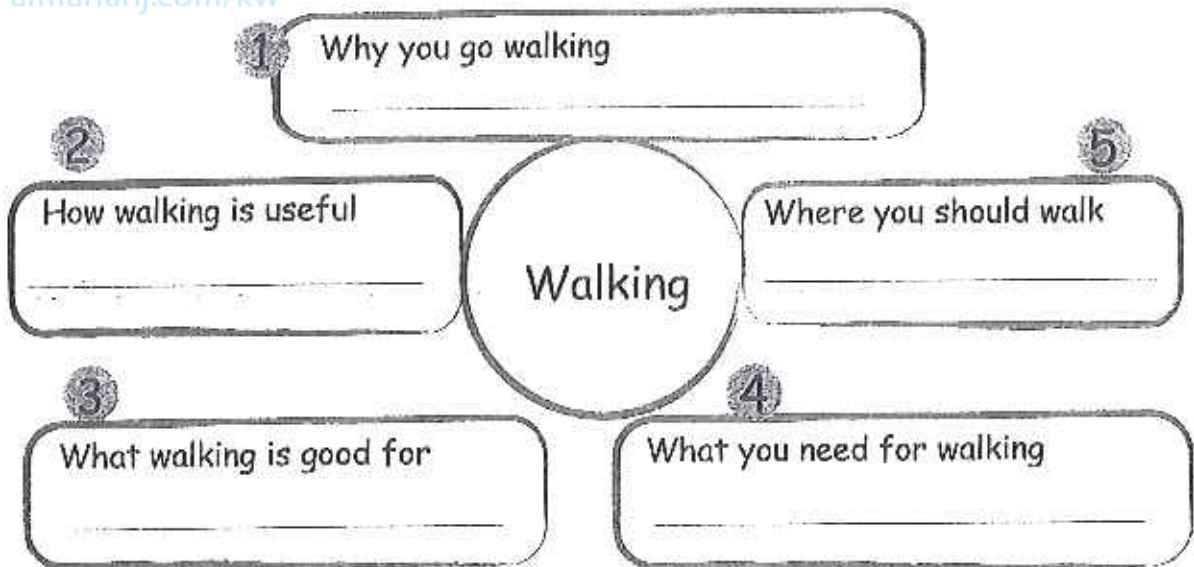 1
Why you go walking
2
How walking is useful
5
Where you should walk
Walking
3
What walking is good for
4
What you need for walking